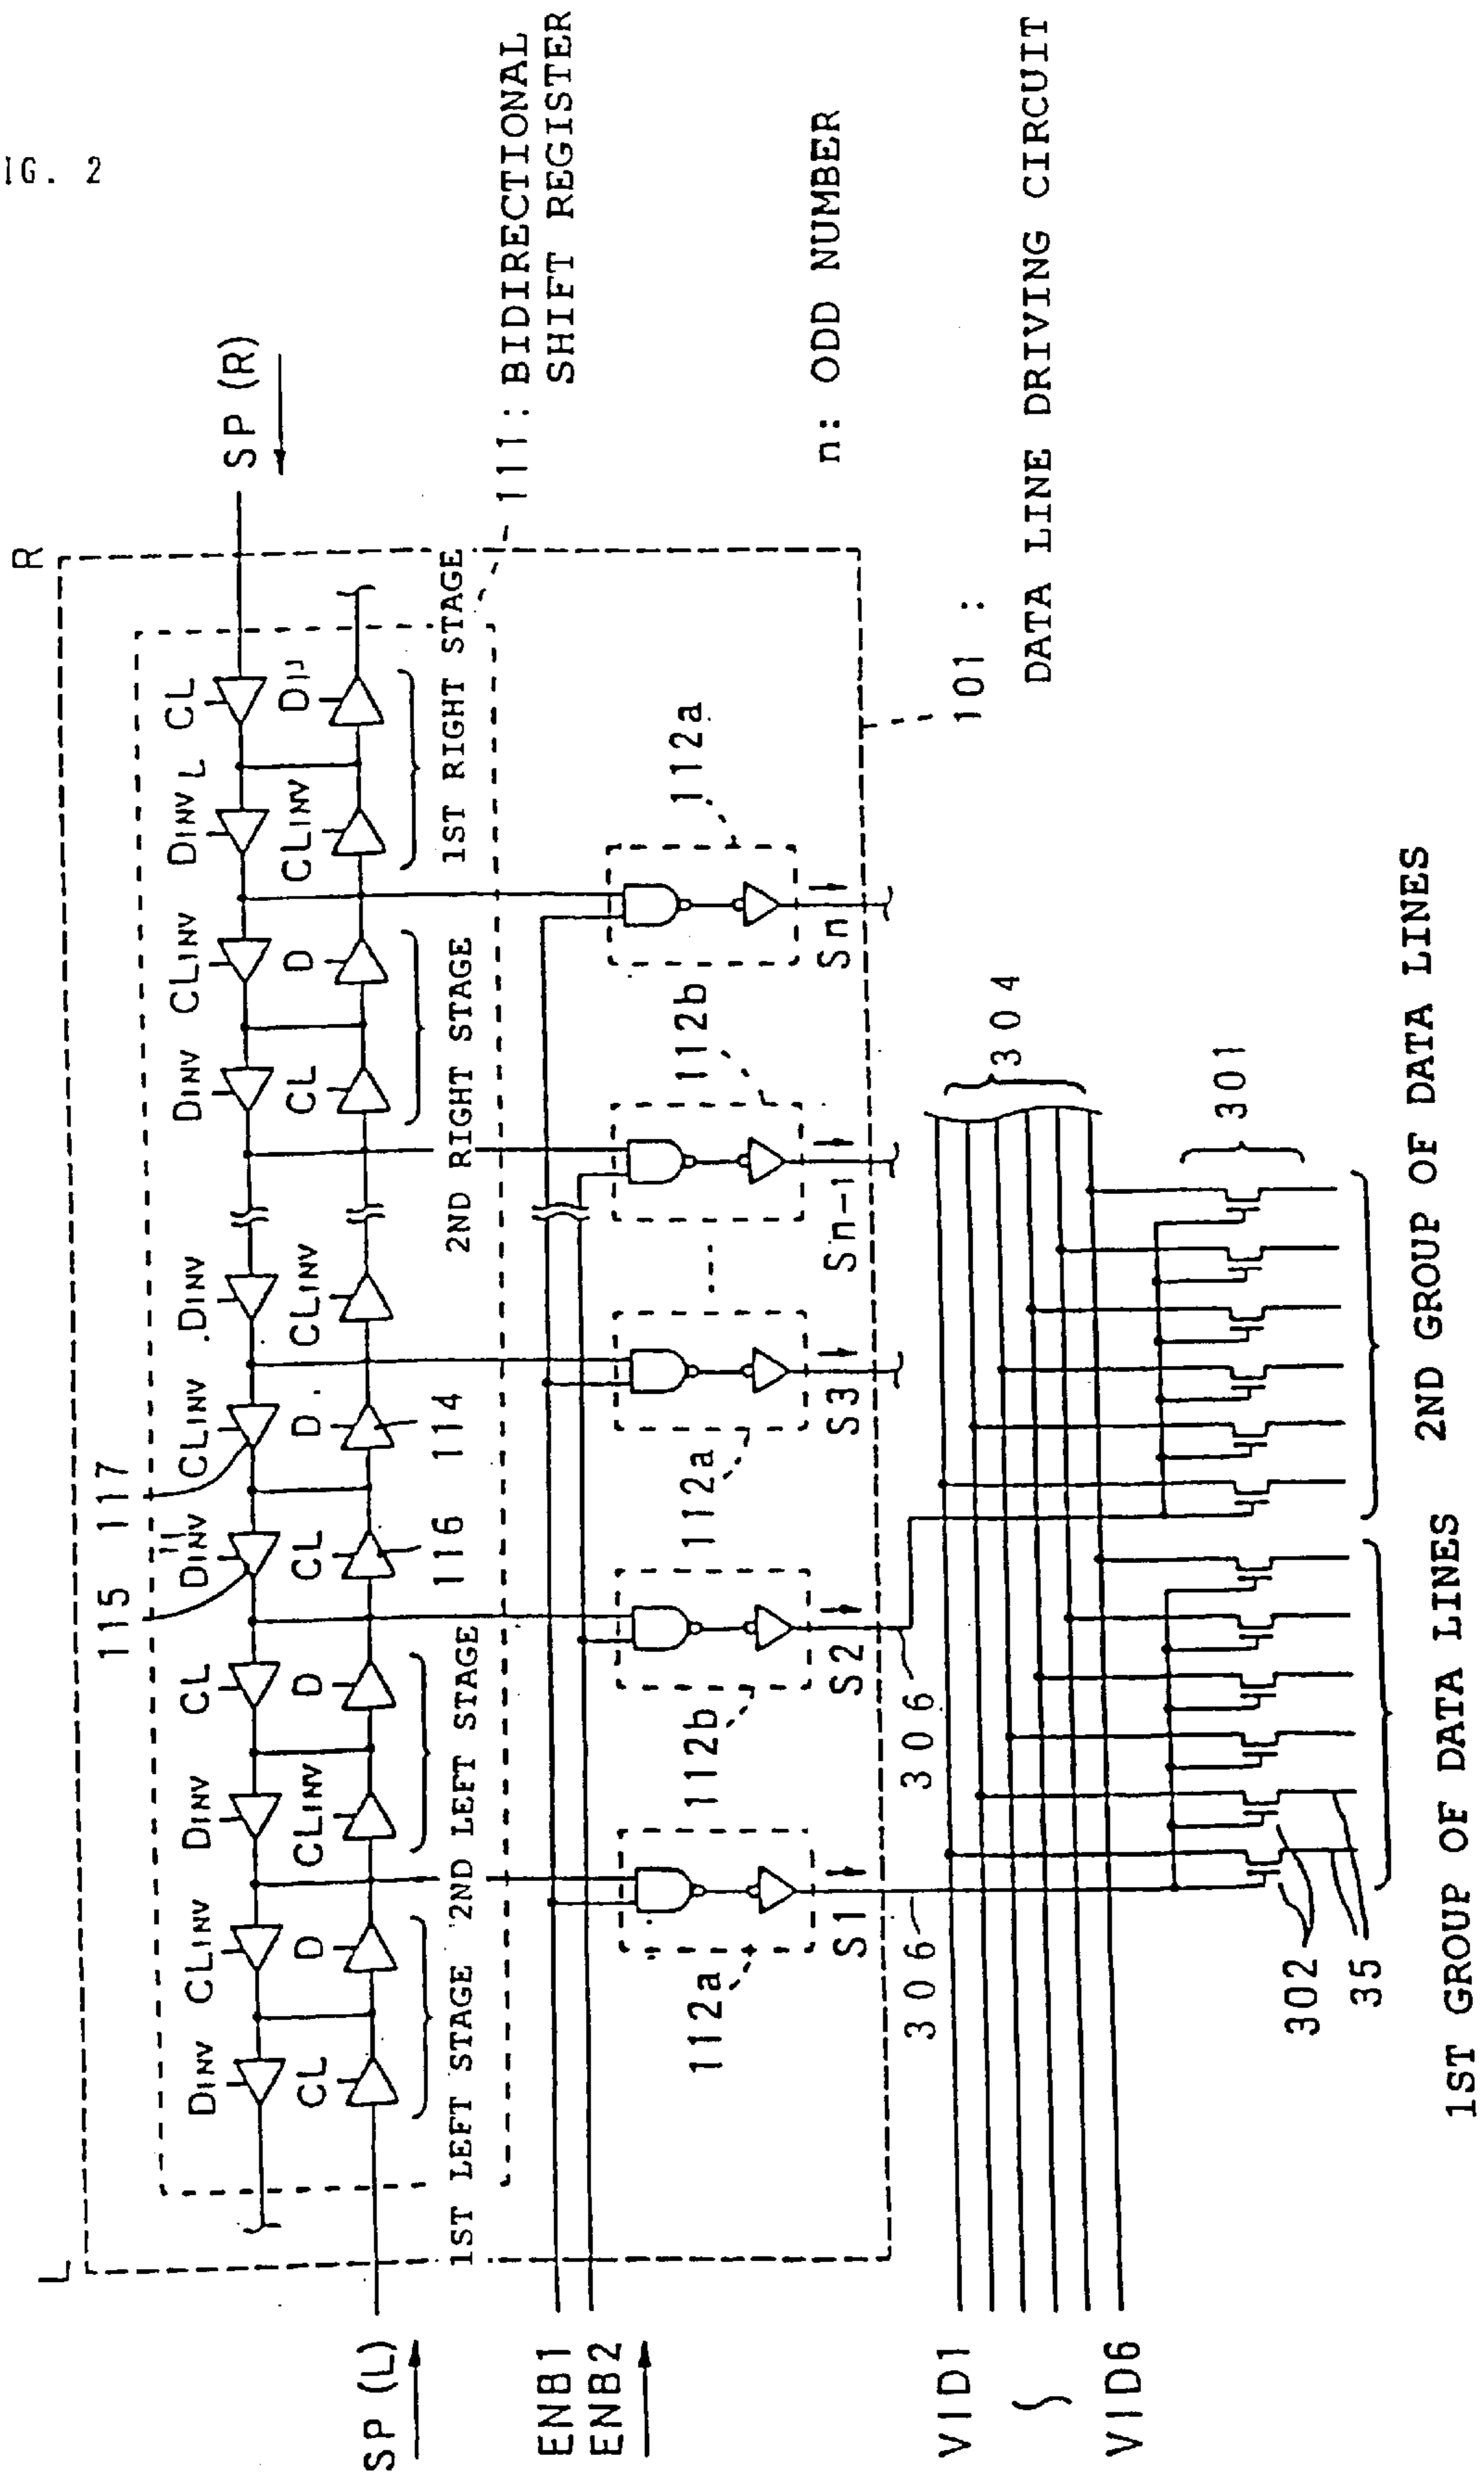 IG. 2
L
R
SP (R)
SP (L)
115
117
DINV
CLINV
DINV
CL
DINV
CLINV
DINV
DINV
CLINV
DINV L
CL
CL
D
CLINV
D
CL
D
CLINV
CL
D
CLINV
116
114
1ST LEFT STAGE
2ND LEFT STAGE
2ND RIGHT STAGE
1ST RIGHT STAGE
111: BIDIRECTIONAL
SHIFT REGISTER
ENB1
ENB2
112a
112b
112a
112b
112a
S1
S2
S3
Sn-1
Sn
n: ODD NUMBER
306
306
101 :
DATA LINE DRIVING CIRCUIT
VID1
VID6
304
301
302
35
1ST GROUP OF DATA LINES
2ND GROUP OF DATA LINES